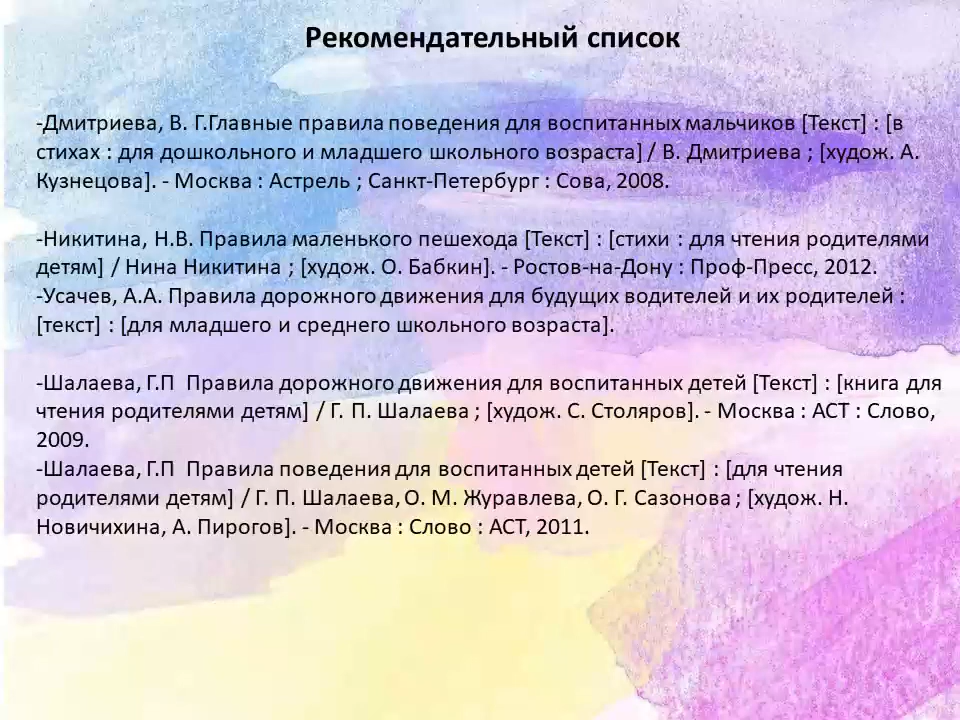 Рекомендательный список
-Дмитриева, В. Г.Главные правила поведения для воспитанных мальчиков [Текст] : [в
стихах : для дошкольного и младшего школьного возраста] / В. Дмитриева ; [худож. А.
Кузнецова]. - Москва : Астрель ; Санкт-Петербург : Сова, 2008.
-Никитина, Н.В. Правила маленького пешехода [Текст] : [стихи : для чтения родителями
детям] / Нина Никитина ; [худож. О. Бабкин]. - Ростов-на-Дону : Проф-Пресс, 2012.
-Усачев, А.А. Правила дорожного движения для будущих водителей и их родителей :
[текст] : [для младшего и среднего школьного возраста].
-Шалаева, Г.П  Правила дорожного движения для воспитанных детей [Текст] : [книга для
чтения родителями детям] / Г. П. Шалаева ; [худож. С. Столяров]. - Москва : АСТ : Слово,
2009.
-Шалаева, Г.П  Правила поведения для воспитанных детей [Текст] : [для чтения
родителями детям] / Г. П. Шалаева, О. М. Журавлева, О. Г. Сазонова ; [худож. Н.
Новичихина, А. Пирогов]. - Москва : Слово : АСТ, 2011.